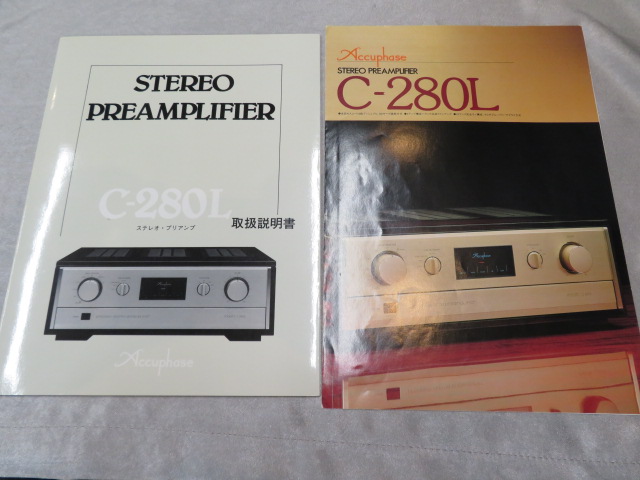 STEREO
PREAMPLIFIER
C-280L
取扱説明書
ステレオ・プリアンプ
Accuphase
Accuphase
STEREO PREAMPLIFIER
C-280L
Accuphase